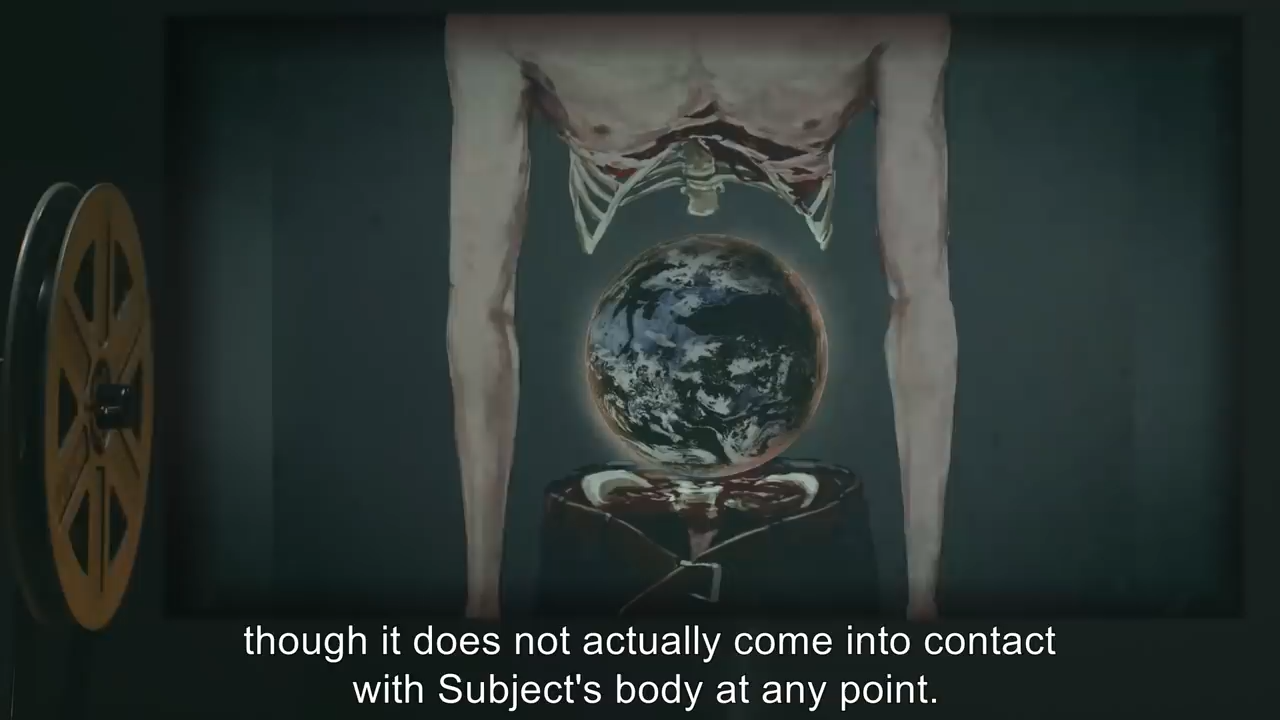 though it does not actually come into contact
with Subject's body at any point.